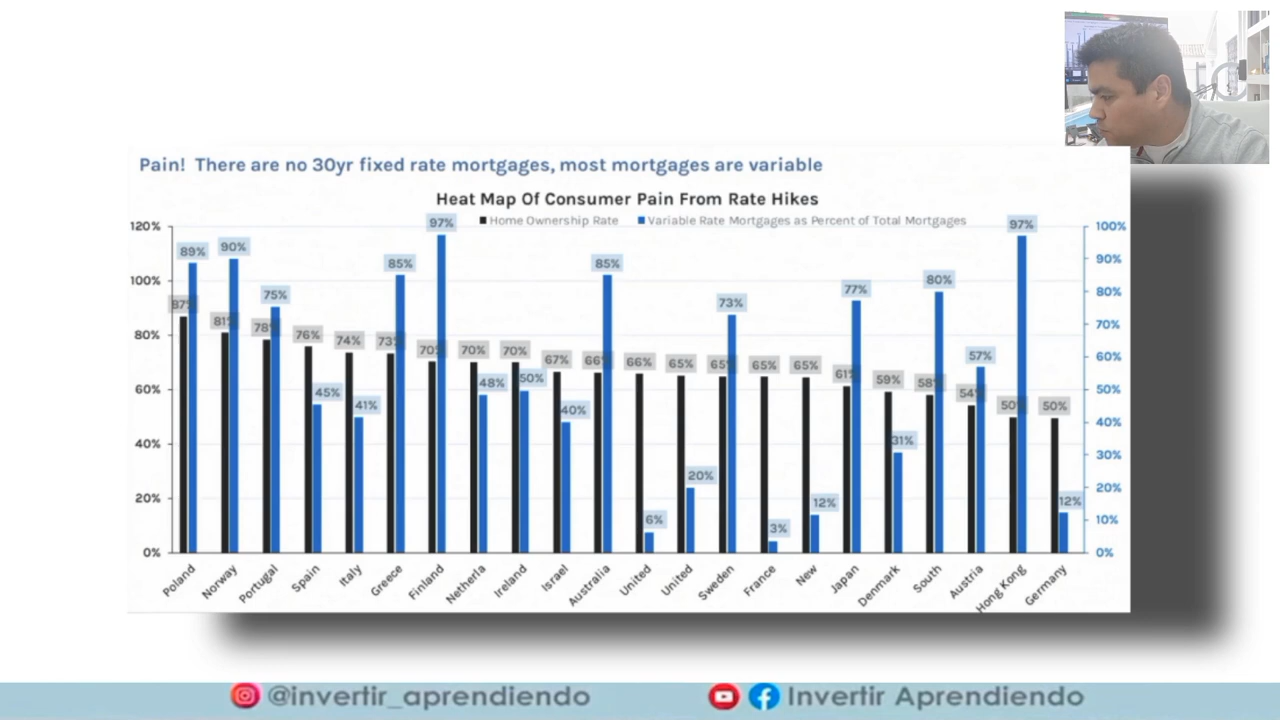 Pain! There are no 30yr fixed rate mortgages, most mortgages are variable
Heat Map Of Consumer Pain From Rate Hikes
Home Ownership Rate Variable Rate Mortgages as Percent of Total Mortgages
120% 100%
100% 90%
80% 80%
60% 70%
40% 60%
20% 50%
0% 40%
30%
20%
10%
0%
87% 81% 78% 76% 74% 73% 70% 70% 70% 67% 66% 66% 65% 65% 65% 65% 61% 59% 58% 54% 50% 50%
89% 90% 75% 45% 41% 85% 97% 48% 50% 40% 85% 6% 20% 73% 3% 12% 77% 31% 80% 57% 97% 12%
Poland Norway Portugal Spain Italy Greece Finland Netherla Ireland Israel Australia United United Sweden France New Japan Denmark South Austria Hong Kong Germany
@invertir_aprendiendo Invertir Aprendiendo